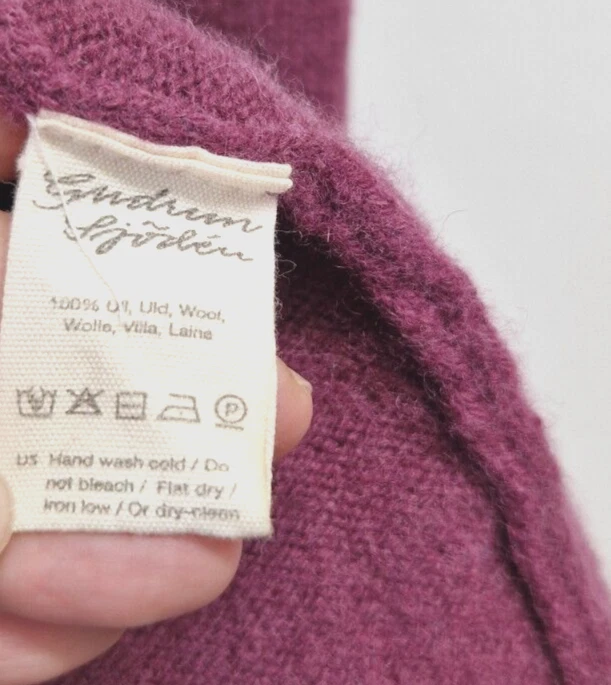 Gudrun
Sjödén
100% Ull, Uld, Wool,
Wolle, Villa, Laine
P
US Hand wash cold / Do
not bleach / Flat dry /
iron low / Or dry-clean